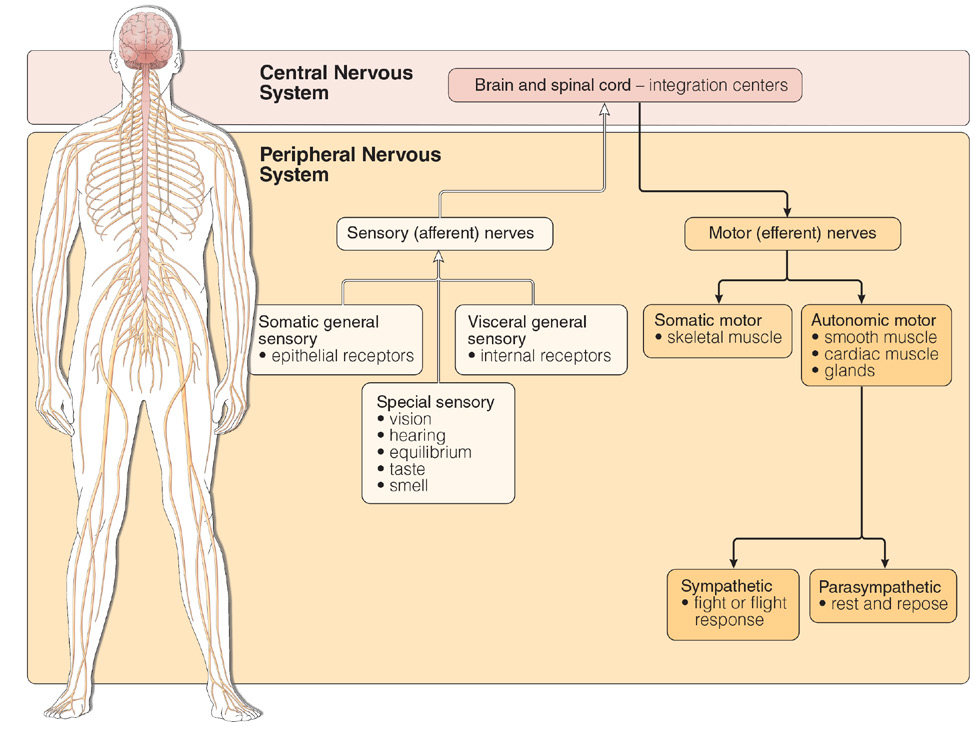 Central Nervous
System
Brain and spinal cord – integration centers
Peripheral Nervous
System
Sensory (afferent) nerves
Motor (efferent) nerves
Somatic general
sensory
• epithelial receptors
Visceral general
sensory
• internal receptors
Special sensory
• vision
• hearing
• equilibrium
• taste
• smell
Somatic motor
• skeletal muscle
Autonomic motor
• smooth muscle
• cardiac muscle
• glands
Sympathetic
• fight or flight
response
Parasympathetic
• rest and repose